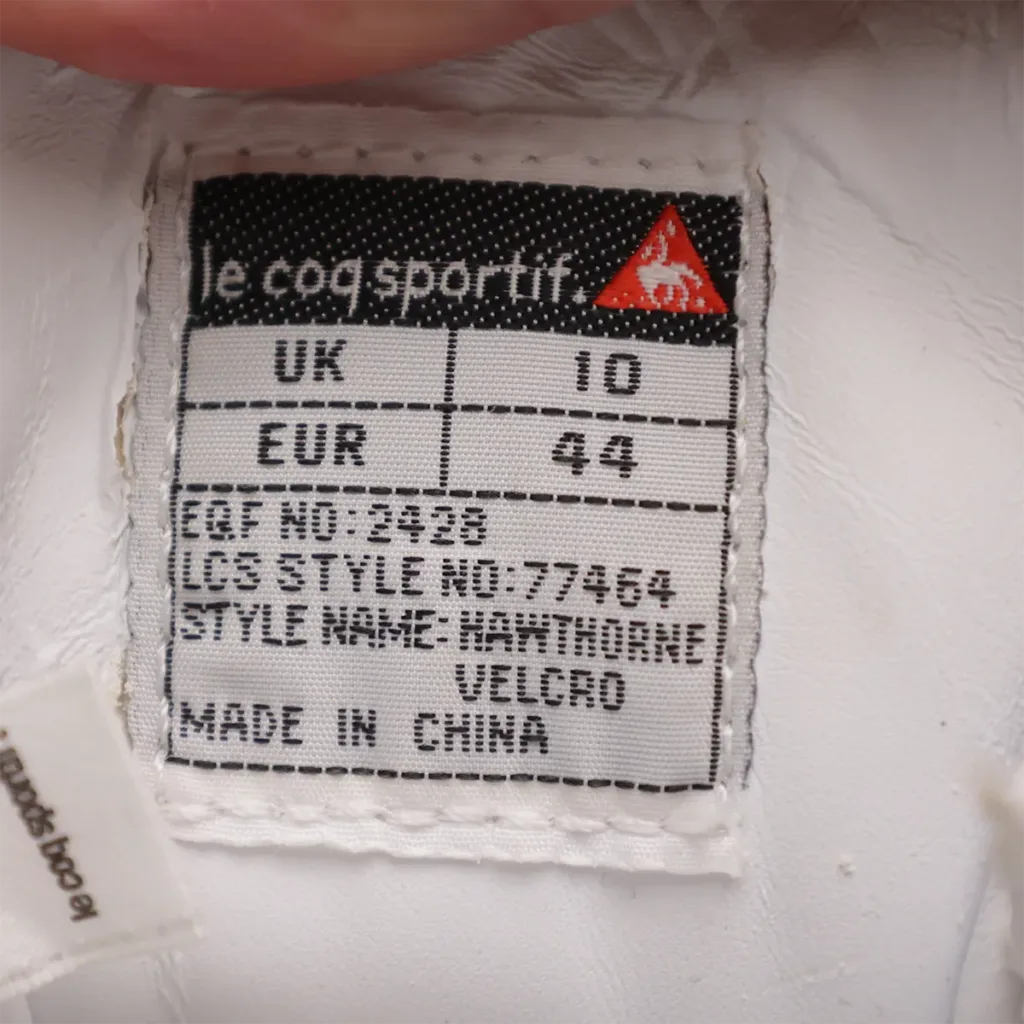 le coq sportif.
UK 10
EUR 44
EQF NO:2428
LCS STYLE NO:77464
STYLE NAME: HAWTHORNE
VELCRO
MADE IN CHINA
le coq sportif